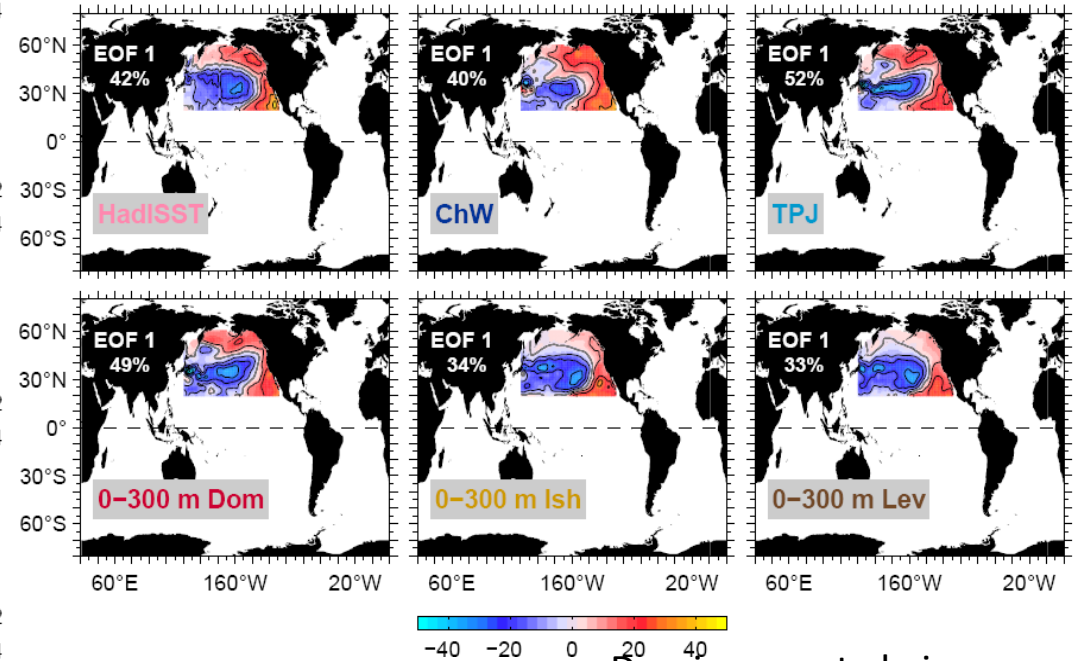 EOF 1
42%
EOF 1
40%
EOF 1
52%
60°N
30°N
0°
30°S
60°S
HadISST
ChW
TPJ
EOF 1
49%
EOF 1
34%
EOF 1
33%
60°N
30°N
0°
30°S
60°S
0−300 m Dom
0−300 m Ish
0−300 m Lev
60°E
160°W
20°W
60°E
160°W
20°W
60°E
160°W
20°W
−40
−20
0
20
40